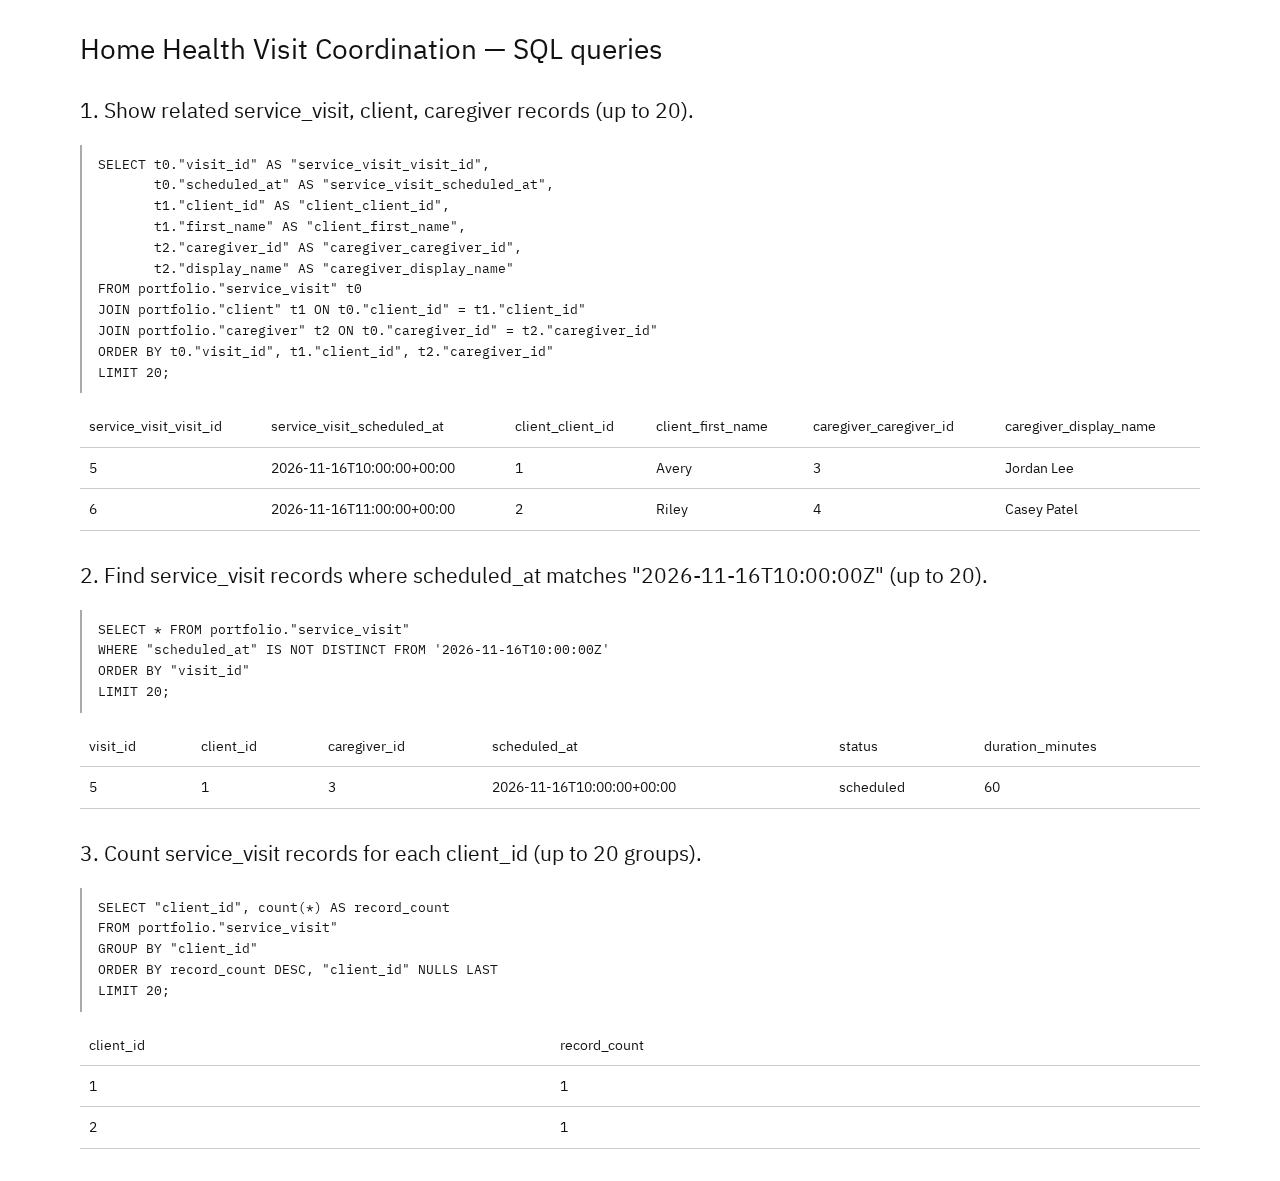 Home Health Visit Coordination — SQL queries
1. Show related service_visit, client, caregiver records (up to 20).
SELECT t0."visit_id" AS "service_visit_visit_id",
       t0."scheduled_at" AS "service_visit_scheduled_at",
       t1."client_id" AS "client_client_id",
       t1."first_name" AS "client_first_name",
       t2."caregiver_id" AS "caregiver_caregiver_id",
       t2."display_name" AS "caregiver_display_name"
FROM portfolio."service_visit" t0
JOIN portfolio."client" t1 ON t0."client_id" = t1."client_id"
JOIN portfolio."caregiver" t2 ON t0."caregiver_id" = t2."caregiver_id"
ORDER BY t0."visit_id", t1."client_id", t2."caregiver_id"
LIMIT 20;
service_visit_visit_id service_visit_scheduled_at client_client_id client_first_name caregiver_caregiver_id caregiver_display_name
5 2026-11-16T10:00:00+00:00 1 Avery 3 Jordan Lee
6 2026-11-16T11:00:00+00:00 2 Riley 4 Casey Patel
2. Find service_visit records where scheduled_at matches "2026-11-16T10:00:00Z" (up to 20).
SELECT * FROM portfolio."service_visit"
WHERE "scheduled_at" IS NOT DISTINCT FROM '2026-11-16T10:00:00Z'
ORDER BY "visit_id"
LIMIT 20;
visit_id client_id caregiver_id scheduled_at status duration_minutes
5 1 3 2026-11-16T10:00:00+00:00 scheduled 60
3. Count service_visit records for each client_id (up to 20 groups).
SELECT "client_id", count(*) AS record_count
FROM portfolio."service_visit"
GROUP BY "client_id"
ORDER BY record_count DESC, "client_id" NULLS LAST
LIMIT 20;
client_id record_count
1 1
2 1